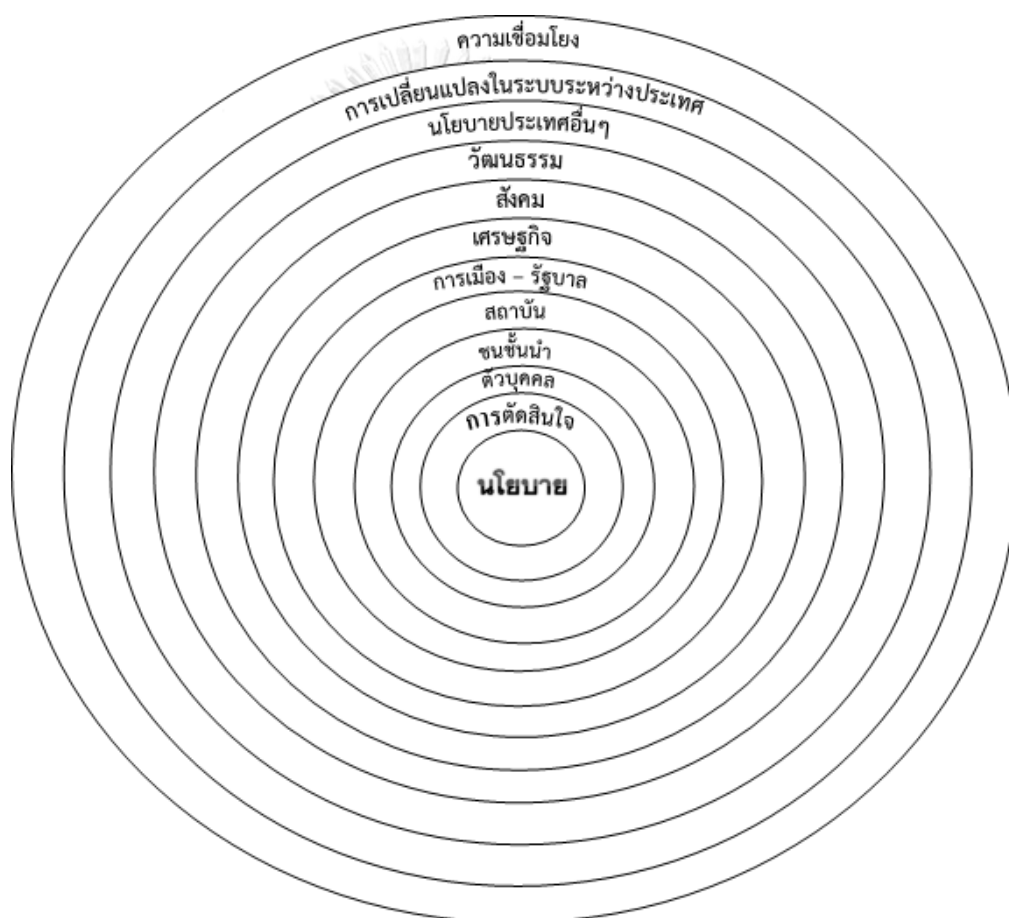 ความเชื่อมโยง
การเปลี่ยนแปลงในระบบระหว่างประเทศ
นโยบายประเทศอื่นๆ
วัฒนธรรม
สังคม
เศรษฐกิจ
การเมือง – รัฐบาล
สถาบัน
ชนชั้นนำ
ตัวบุคคล
การตัดสินใจ
นโยบาย